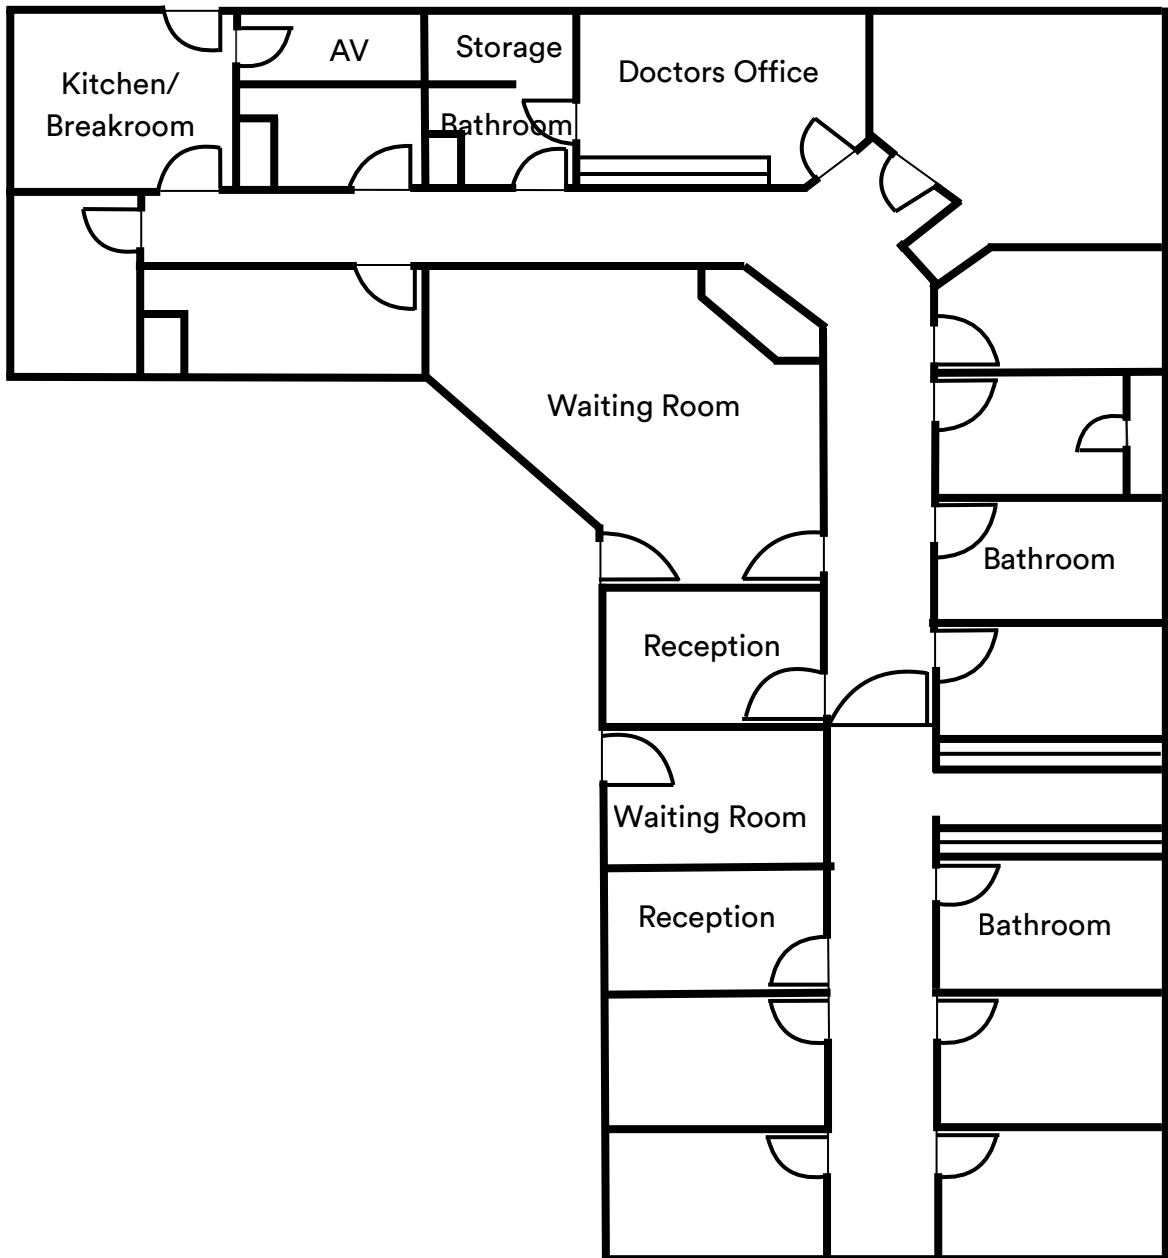 Kitchen/
Breakroom
AV
Storage
Bathroom
Doctors Office
Waiting Room
Bathroom
Reception
Waiting Room
Reception
Bathroom